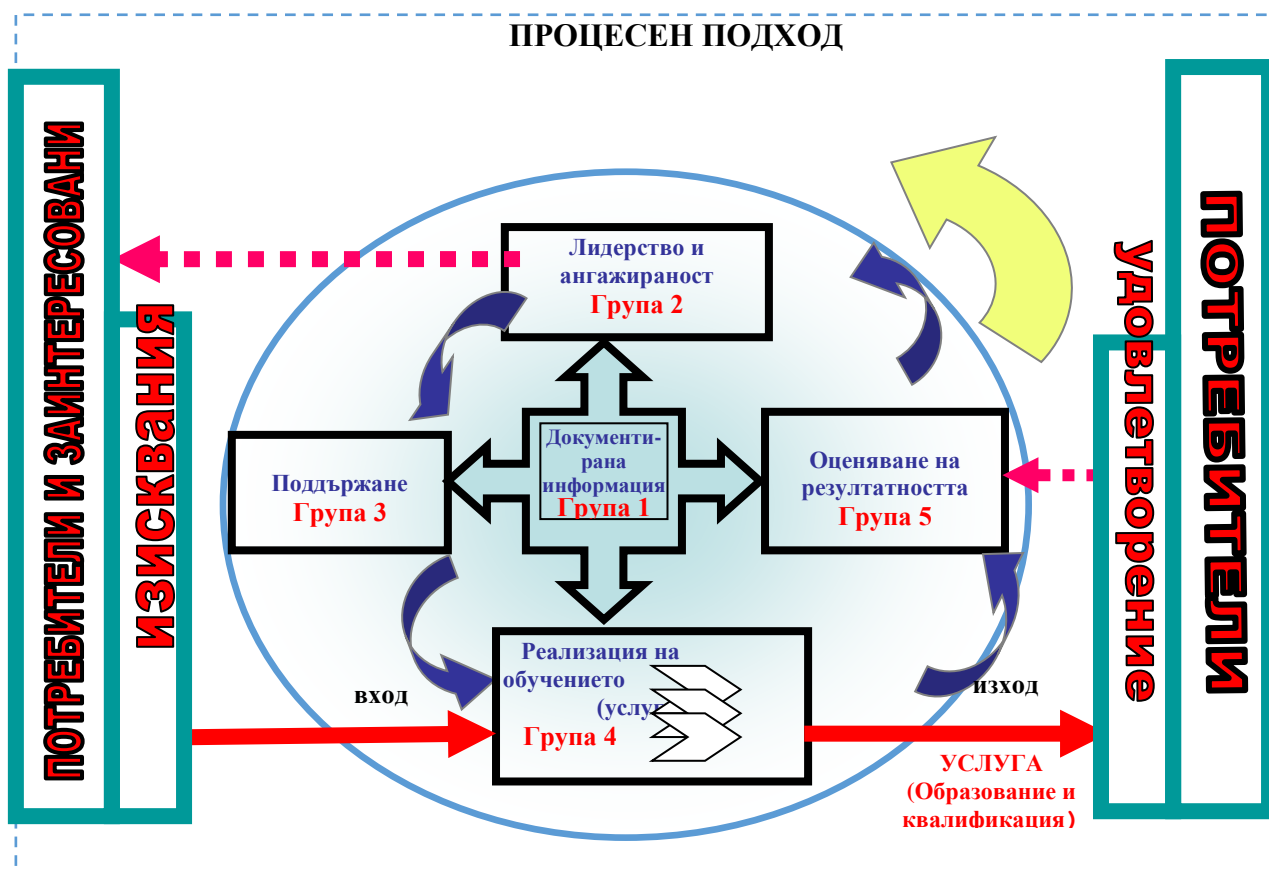 ПРОЦЕСЕН ПОДХОД
ПОТРЕБИТЕЛИ И ЗАИНТЕРЕСОВАНИ
изисквания
Лидерство и
ангажираност
Група 2
Документи-
рана
информация
Група 1
Поддържане
Група 3
Оценяване на
резултатността
Група 5
Реализация на
обучението
(услуг
Група 4
вход
изход
УСЛУГА
(Образование и
квалификация)
удовлетворение
ПОТРЕБИТЕЛИ